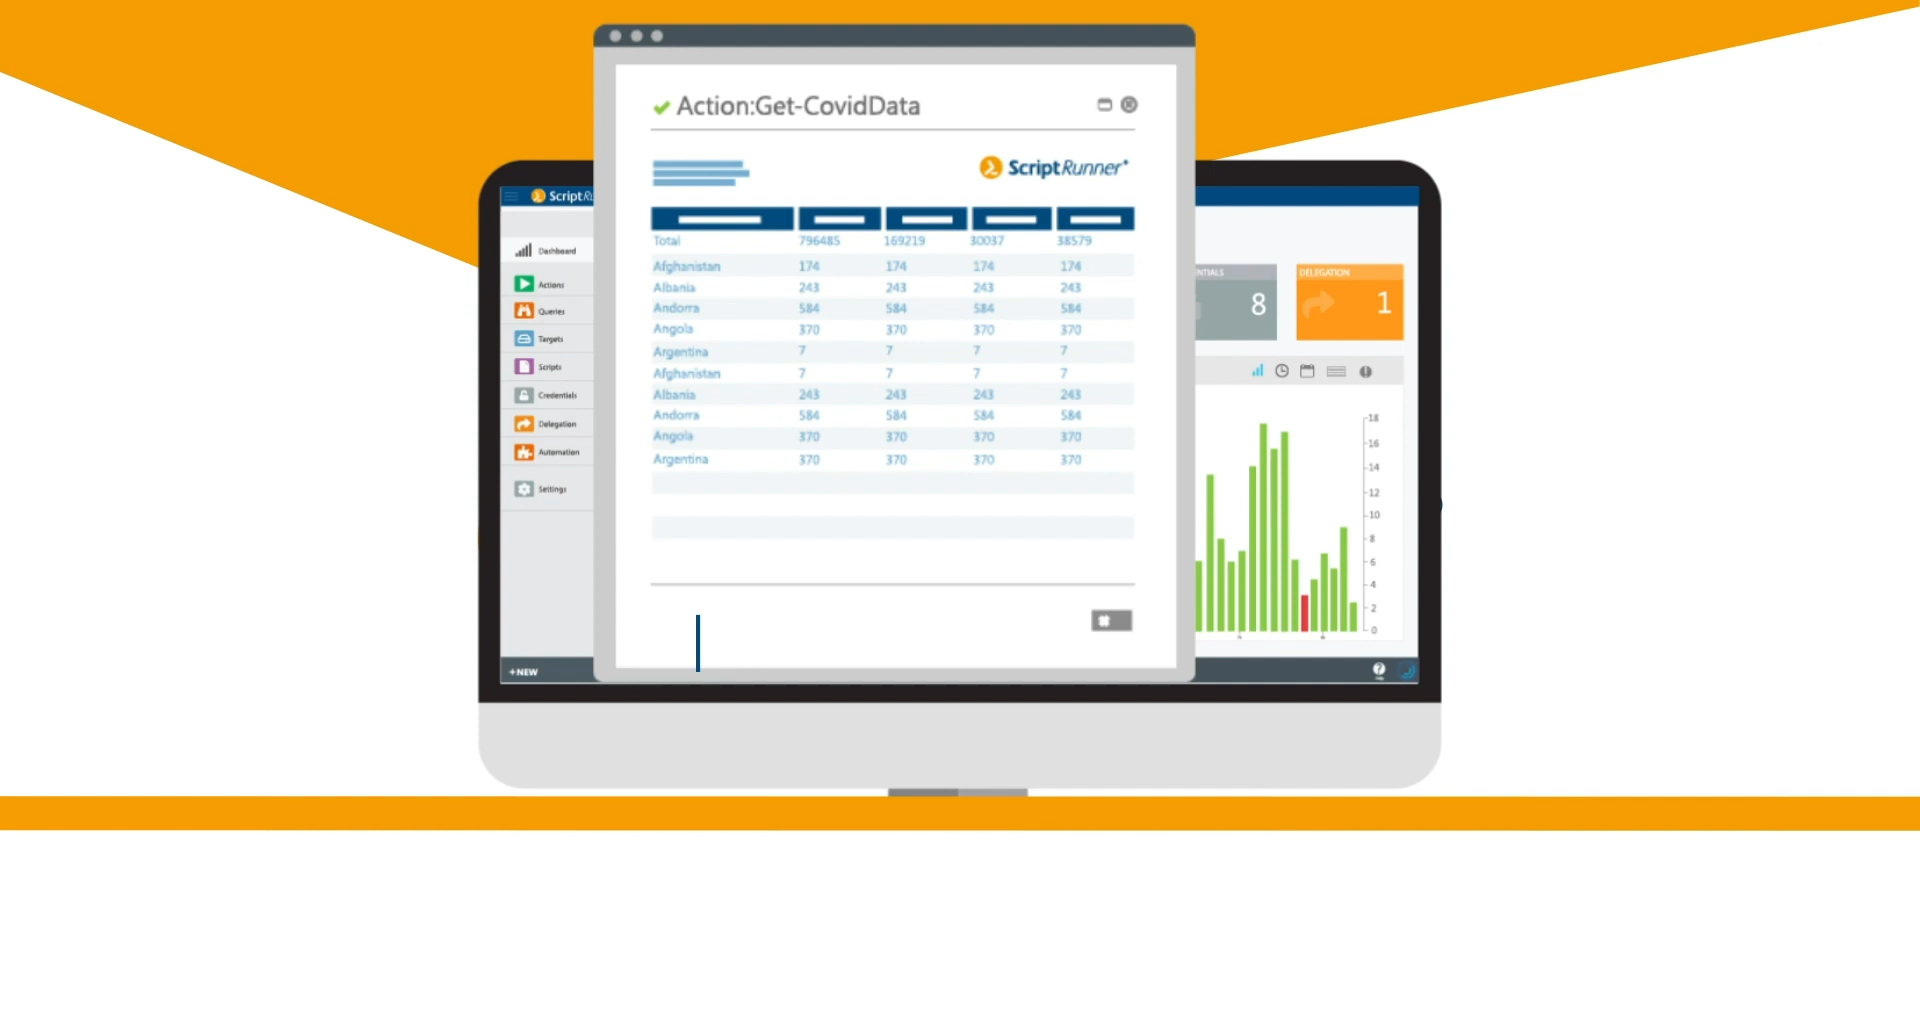 Action:Get-CovidData
ScriptRunner
Script
Total 796485 169219 30037 38579
Afghanistan 174 174 174 174
Albania 243 243 243 243
Andorra 584 584 584 584
Angola 370 370 370 370
Argentina 7 7 7 7
Afghanistan 7 7 7 7
Albania 243 243 243 243
Andorra 584 584 584 584
Angola 370 370 370 370
Argentina 370 370 370 370
Dashboard
Actions
Queries
Targets
Scripts
Credentials
Delegation
Automation
Settings
+NEW
NTIALS
8
DELEGATION
1
18
16
14
12
10
8
6
4
2
0